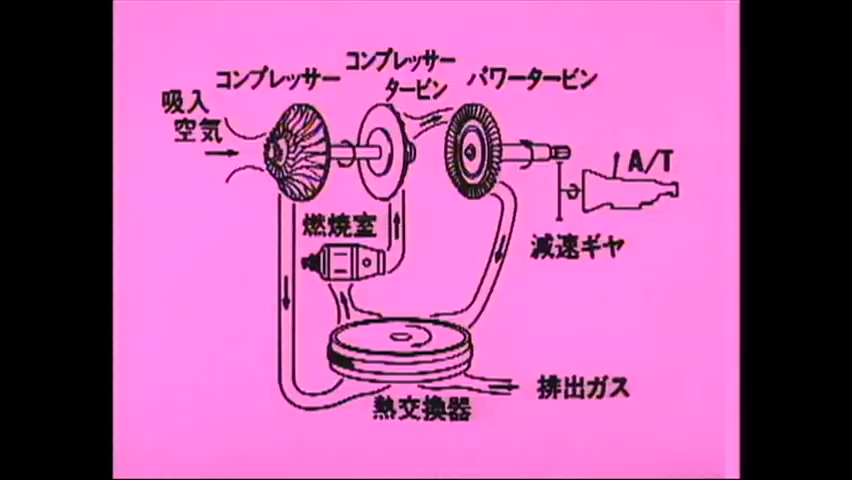 吸入
空気
コンプレッサー
コンプレッサー
タービン
パワータービン
A/T
燃焼室
減速ギヤ
熱交換器
排出ガス